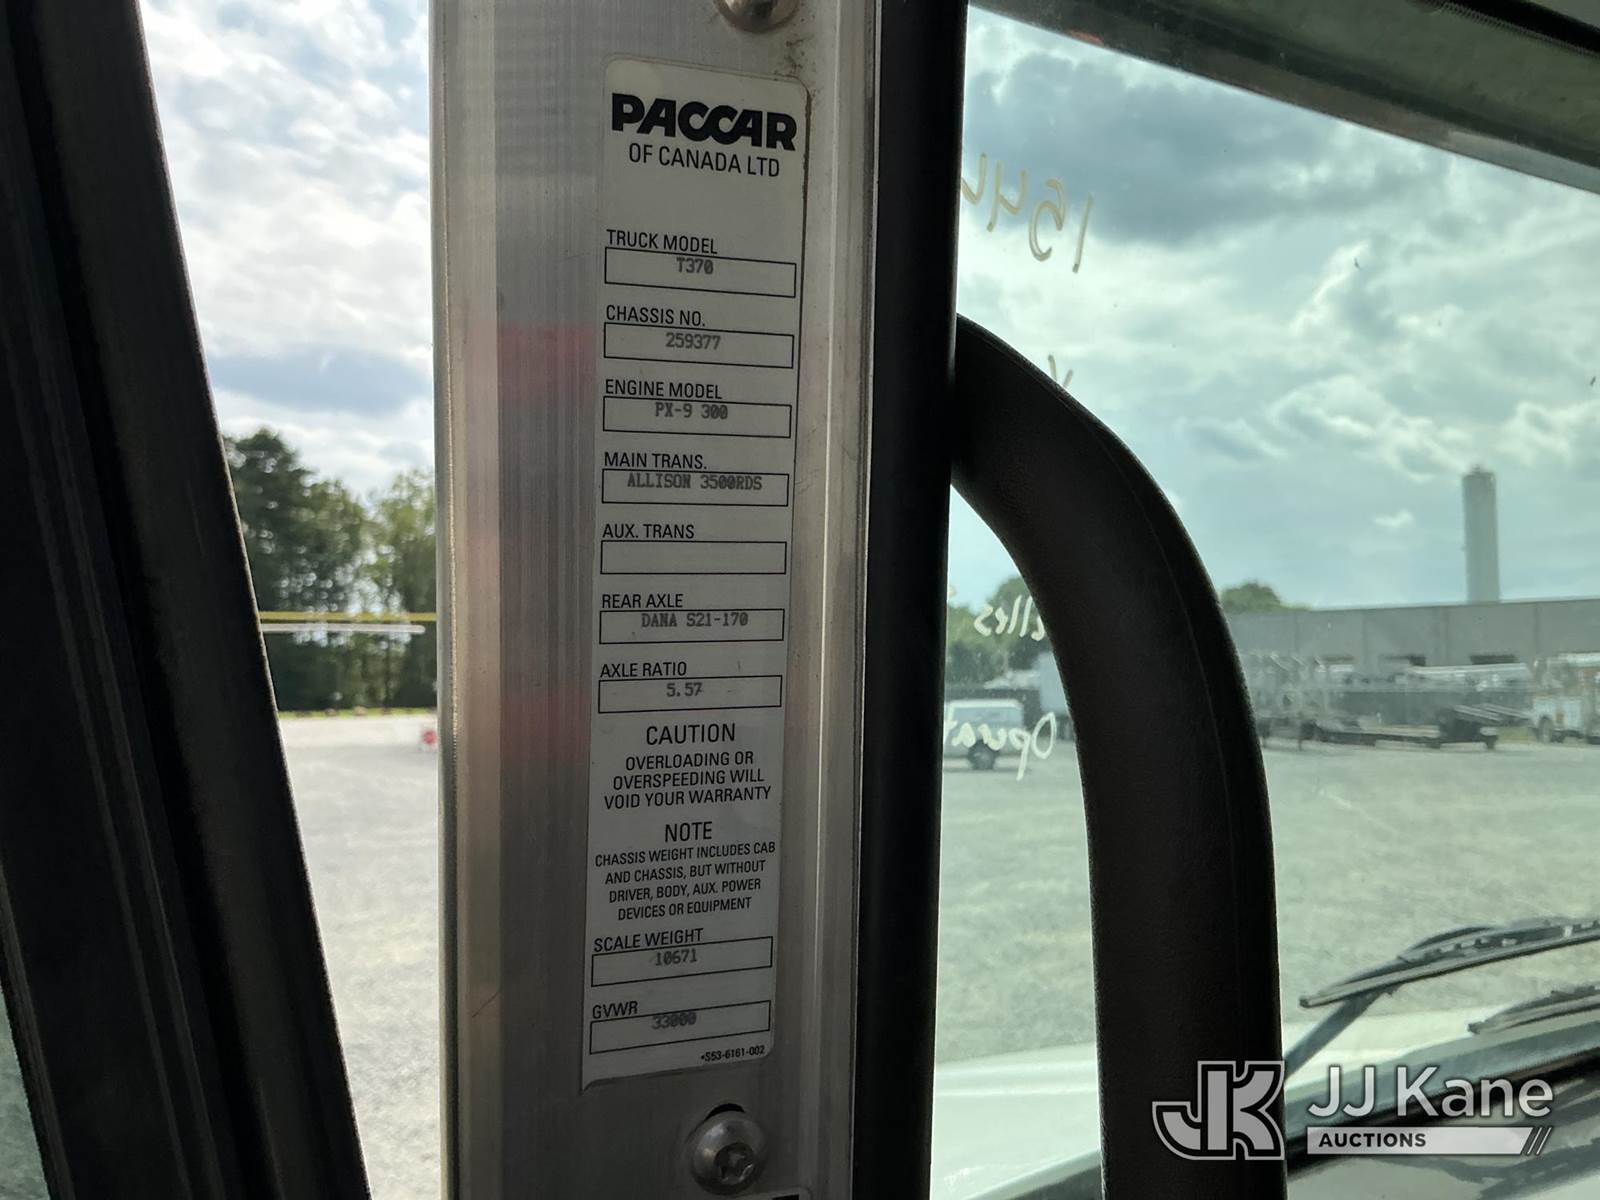 PACCAR
OF CANADA LTD
TRUCK MODEL
T370
CHASSIS NO.
259377
ENGINE MODEL
PX-9 300
MAIN TRANS.
ALLISON 3500RDS
AUX. TRANS
REAR AXLE
DANA S21-170
AXLE RATIO
5.57
CAUTION
OVERLOADING OR
OVERSPEEDING WILL
VOID YOUR WARRANTY
NOTE
CHASSIS WEIGHT INCLUDES CAB
AND CHASSIS, BUT WITHOUT
DRIVER, BODY, AUX. POWER
DEVICES OR EQUIPMENT
SCALE WEIGHT
10671
GVWR
33000
*S53-6161-002
JJ Kane
AUCTIONS